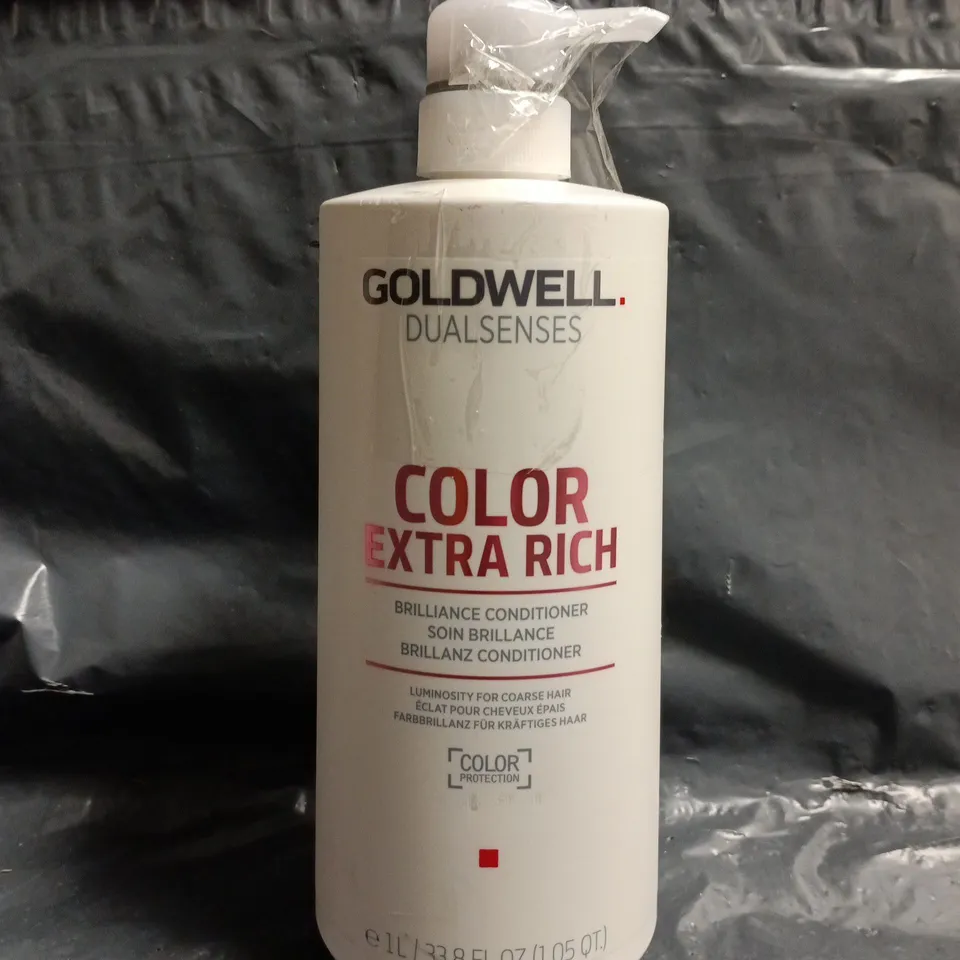 GOLDWELL.
DUALSENSES
COLOR
EXTRA RICH
BRILLIANCE CONDITIONER
SOIN BRILLANCE
BRILLANZ CONDITIONER
LUMINOSITY FOR COARSE HAIR
ÉCLAT POUR CHEVEUX ÉPAIS
FARBBRILLANZ FÜR KRÄFTIGES HAAR
COLOR
PROTECTION
e 1 L / 33.8 FL.OZ (1.05 QT.)